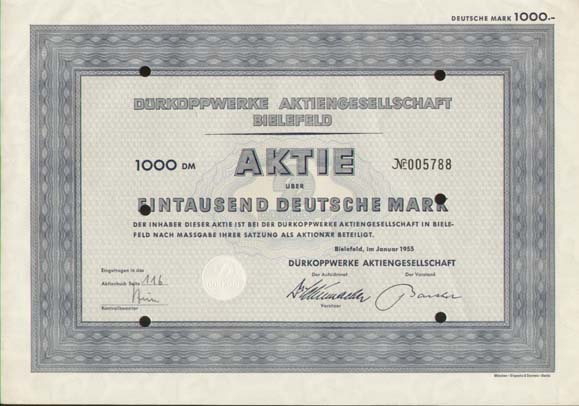 DEUTSCHE MARK 1000.-
DÜRKOPPWERKE AKTIENGESELLSCHAFT
BIELEFELD
1000 DM AKTIE № 005788
ÜBER
EINTAUSEND DEUTSCHE MARK
DER INHABER DIESER AKTIE IST BEI DER DÜRKOPPWERKE AKTIENGESELLSCHAFT IN BIELE-
FELD NACH MASSGABE IHRER SATZUNG ALS AKTIONÄR BETEILIGT.
Bielefeld, im Januar 1955
DÜRKOPPWERKE AKTIENGESELLSCHAFT
Eingetragen in das
Der Aufsichtsrat Der Vorstand
Aktienbuch Seite 116
Vorsitzer
Kontrollbeamter